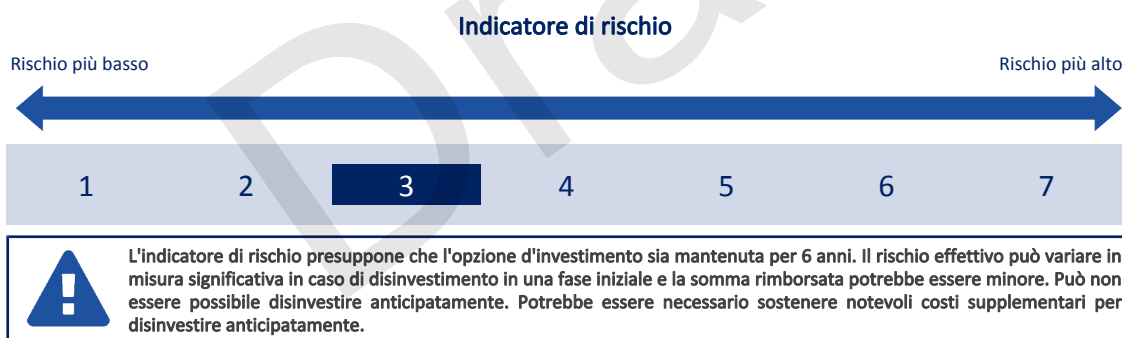 Indicatore di rischio
Rischio più basso
Rischio più alto
1 2 3 4 5 6 7
L'indicatore di rischio presuppone che l'opzione d'investimento sia mantenuta per 6 anni. Il rischio effettivo può variare in
misura significativa in caso di disinvestimento in una fase iniziale e la somma rimborsata potrebbe essere minore. Può non
essere possibile disinvestire anticipatamente. Potrebbe essere necessario sostenere notevoli costi supplementari per
disinvestire anticipatamente.